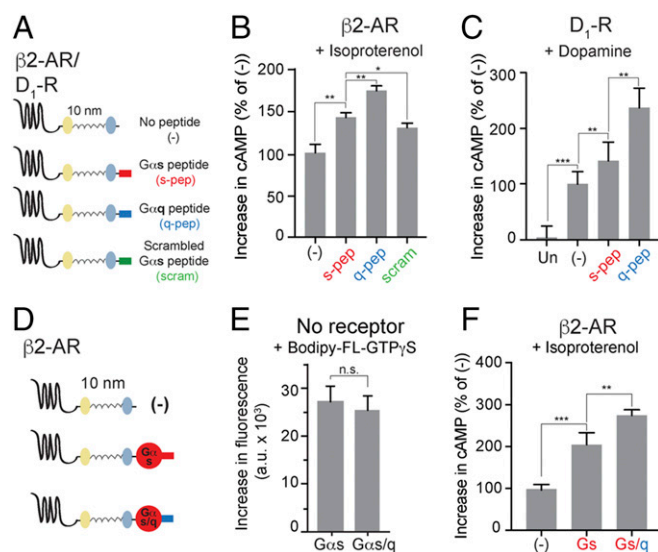 A
β2-AR/
D₁-R
10 nm
No peptide
(-)
Gαs peptide
(s-pep)
Gαq peptide
(q-pep)
Scrambled
Gαs peptide
(scram)
B
β2-AR
+ Isoproterenol
Increase in cAMP (% of (-))
200
150
100
50
0
**
**
*
(-)
s-pep
q-pep
scram
C
D₁-R
+ Dopamine
Increase in cAMP (% of (-))
300
200
100
0
***
**
**
Un
(-)
s-pep
q-pep
D
β2-AR
10 nm
(-)
Gα
s
Gα
s/q
E
No receptor
+ Bodipy-FL-GTPγS
Increase in fluorescence
(a.u. x 10³)
30
20
10
0
n.s.
Gαs
Gαs/q
F
β2-AR
+ Isoproterenol
Increase in cAMP (% of (-))
400
300
200
100
***
**
(-)
Gs
Gs/q